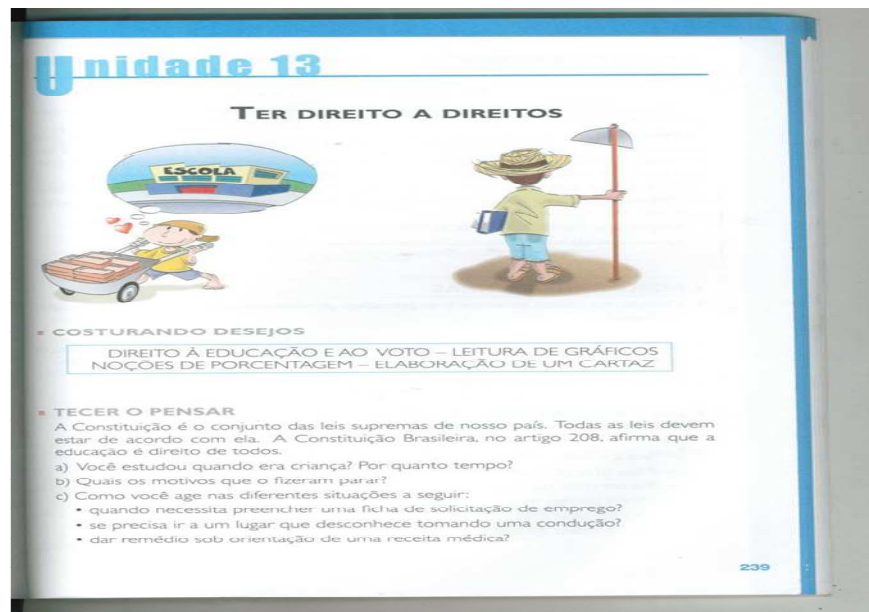 Unidade 13
TER DIREITO A DIREITOS
ESCOLA
COSTURANDO DESEJOS
DIREITO À EDUCAÇÃO E AO VOTO – LEITURA DE GRÁFICOS
NOÇÕES DE PORCENTAGEM – ELABORAÇÃO DE UM CARTAZ
TECER O PENSAR
A Constituição é o conjunto das leis supremas de nosso país. Todas as leis devem
estar de acordo com ela. A Constituição Brasileira, no artigo 208, afirma que a
educação é direito de todos.
a) Você estudou quando era criança? Por quanto tempo?
b) Quais os motivos que o fizeram parar?
c) Como você age nas diferentes situações a seguir:
• quando necessita preencher uma ficha de solicitação de emprego?
• se precisa ir a um lugar que desconhece tomando uma condução?
• dar remédio sob orientação de uma receita médica?
239